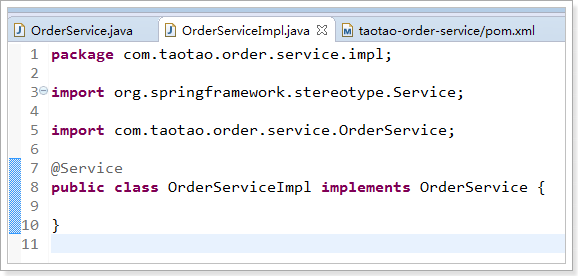 OrderService.java OrderServiceImpl.java taotao-order-service/pom.xml
1 package com.taotao.order.service.impl;
2
3 import org.springframework.stereotype.Service;
4
5 import com.taotao.order.service.OrderService;
6
7 @Service
8 public class OrderServiceImpl implements OrderService {
9
10 }
11